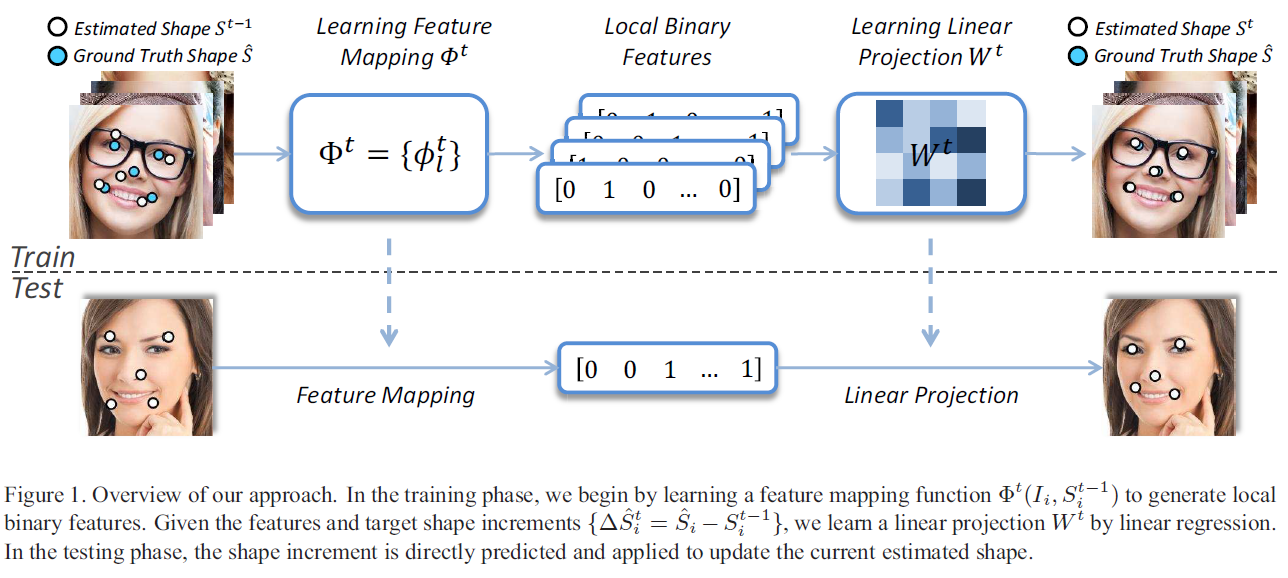 Estimated Shape S^{t−1}
Ground Truth Shape Ŝ
Learning Feature
Mapping Φ^t
Local Binary
Features
Learning Linear
Projection W^t
Estimated Shape S^t
Ground Truth Shape Ŝ
Φ^t = {ϕ_l^t}
[0 1 0 … 0]
W^t
Train
Test
[0 0 1 … 1]
Feature Mapping
Linear Projection
Figure 1. Overview of our approach. In the training phase, we begin by learning a feature mapping function Φ^t(I_i, S_i^{t−1}) to generate local
binary features. Given the features and target shape increments {ΔŜ_i^t = Ŝ_i − S_i^{t−1}}, we learn a linear projection W^t by linear regression.
In the testing phase, the shape increment is directly predicted and applied to update the current estimated shape.